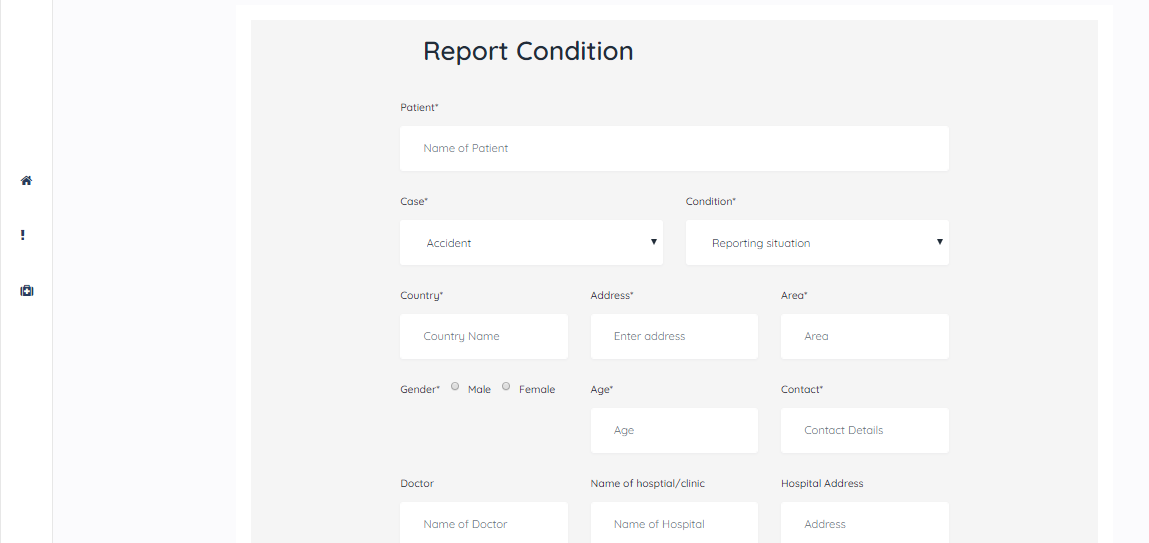 Report Condition
Patient*
Name of Patient
Case* Condition*
Accident Reporting situation
Country* Address* Area*
Country Name Enter address Area
Gender* Male Female Age* Contact*
Age Contact Details
Doctor Name of hosptial/clinic Hospital Address
Name of Doctor Name of Hospital Address